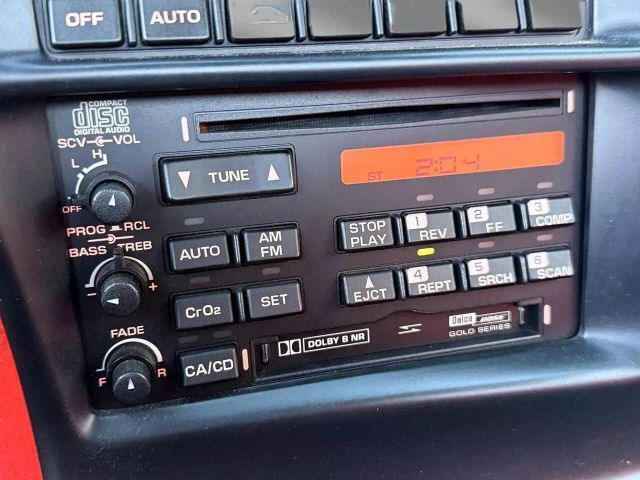 OFF AUTO
COMPACT
disc
DIGITAL AUDIO
SCV VOL
L H
OFF
TUNE
ST 2:04
PROG RCL
BASS TREB
- +
AUTO AM FM
STOP PLAY 1 REV 2 FF 3 COMP
CrO2 SET
EJCT 4 REPT 5 SRCH 6 SCAN
FADE
F R
CA/CD
DOLBY B NR
Delco BOSE
GOLD SERIES